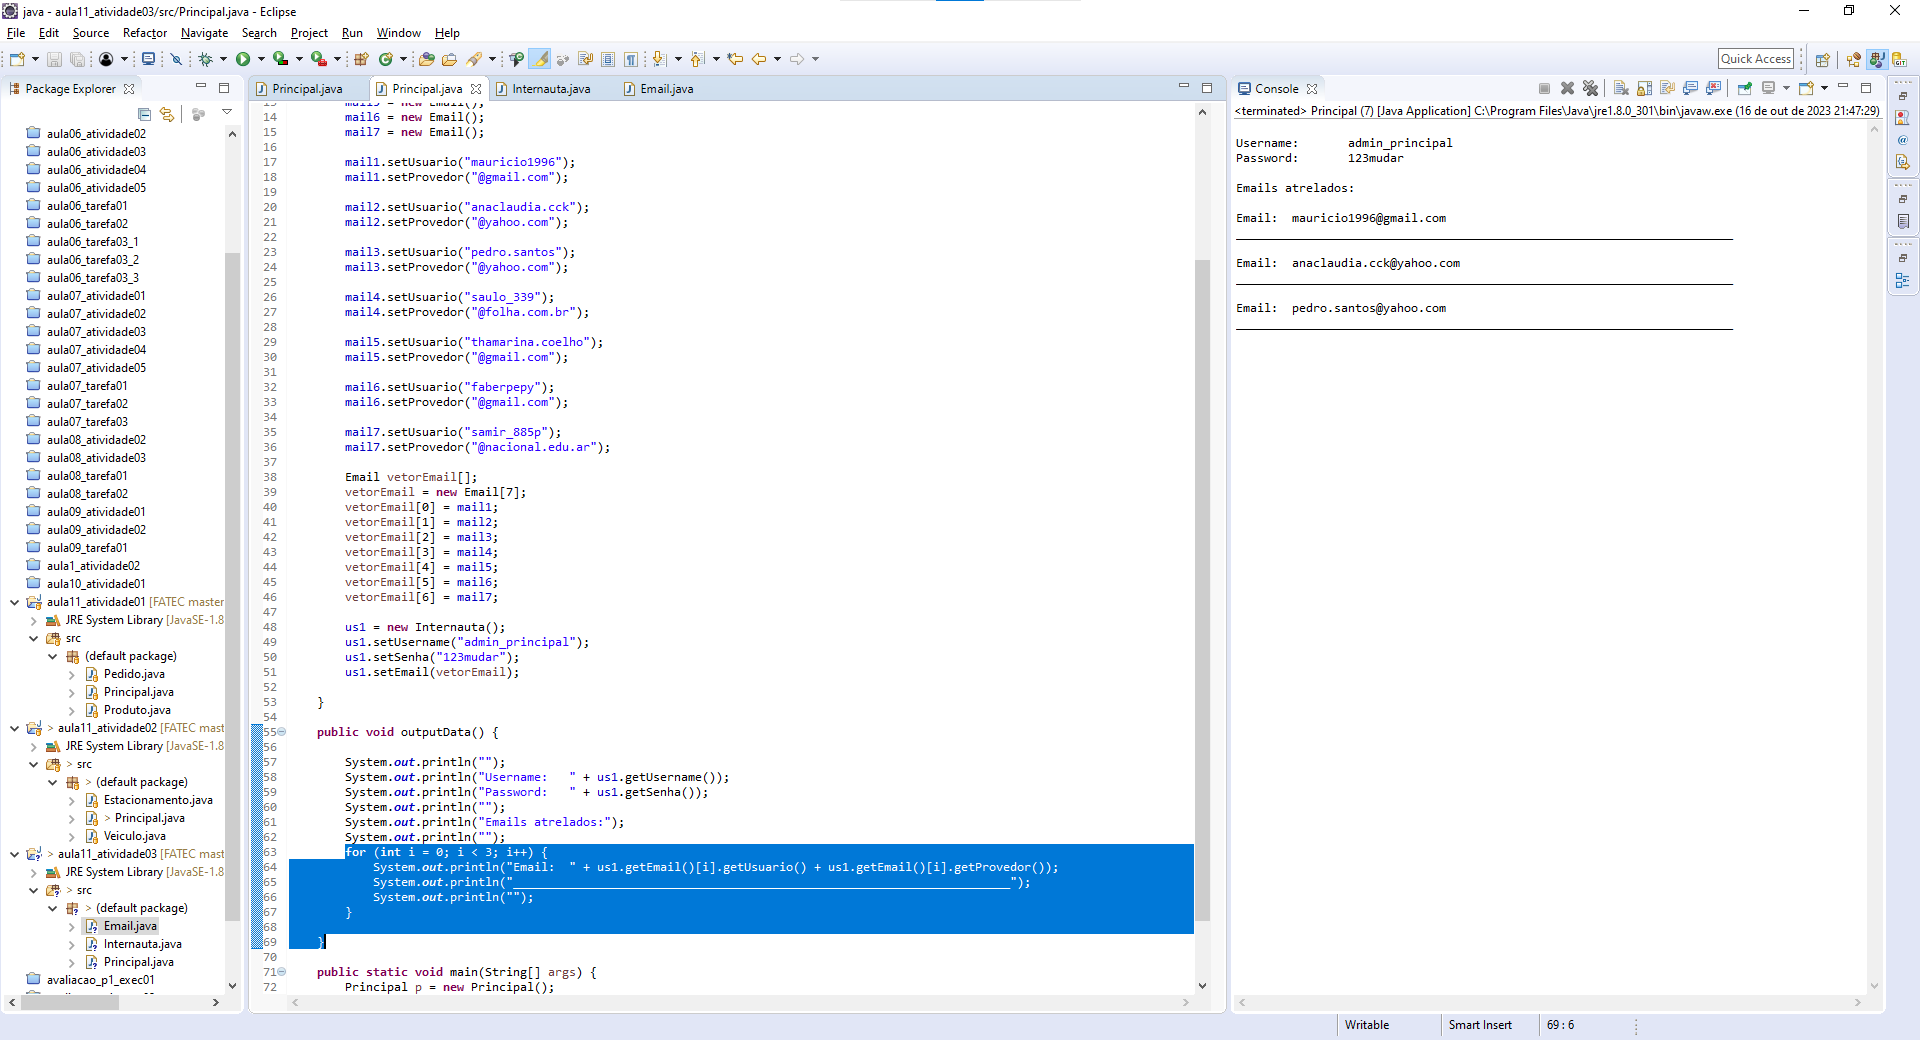 java - aula11_atividade03/src/Principal.java - Eclipse
File Edit Source Refactor Navigate Search Project Run Window Help
Quick Access
Package Explorer
aula06_atividade02
aula06_atividade03
aula06_atividade04
aula06_atividade05
aula06_tarefa01
aula06_tarefa02
aula06_tarefa03_1
aula06_tarefa03_2
aula06_tarefa03_3
aula07_atividade01
aula07_atividade02
aula07_atividade03
aula07_atividade04
aula07_atividade05
aula07_tarefa01
aula07_tarefa02
aula07_tarefa03
aula08_atividade02
aula08_atividade03
aula08_tarefa01
aula08_tarefa02
aula09_atividade01
aula09_atividade02
aula09_tarefa01
aula1_atividade02
aula10_atividade01
aula11_atividade01 [FATEC master
JRE System Library [JavaSE-1.8
src
(default package)
Pedido.java
Principal.java
Produto.java
> aula11_atividade02 [FATEC mast
JRE System Library [JavaSE-1.8
> src
> (default package)
Estacionamento.java
> Principal.java
Veiculo.java
> aula11_atividade03 [FATEC mast
JRE System Library [JavaSE-1.8
> src
> (default package)
Email.java
Internauta.java
Principal.java
avaliacao_p1_exec01
Principal.java Principal.java Internauta.java Email.java
13 mail5 = new Email();
14 mail6 = new Email();
15 mail7 = new Email();
16
17 mail1.setUsuario("mauricio1996");
18 mail1.setProvedor("@gmail.com");
19
20 mail2.setUsuario("anaclaudia.cck");
21 mail2.setProvedor("@yahoo.com");
22
23 mail3.setUsuario("pedro.santos");
24 mail3.setProvedor("@yahoo.com");
25
26 mail4.setUsuario("saulo_339");
27 mail4.setProvedor("@folha.com.br");
28
29 mail5.setUsuario("thamarina.coelho");
30 mail5.setProvedor("@gmail.com");
31
32 mail6.setUsuario("faberpepy");
33 mail6.setProvedor("@gmail.com");
34
35 mail7.setUsuario("samir_885p");
36 mail7.setProvedor("@nacional.edu.ar");
37
38 Email vetorEmail[];
39 vetorEmail = new Email[7];
40 vetorEmail[0] = mail1;
41 vetorEmail[1] = mail2;
42 vetorEmail[2] = mail3;
43 vetorEmail[3] = mail4;
44 vetorEmail[4] = mail5;
45 vetorEmail[5] = mail6;
46 vetorEmail[6] = mail7;
47
48 us1 = new Internauta();
49 us1.setUsername("admin_principal");
50 us1.setSenha("123mudar");
51 us1.setEmail(vetorEmail);
52
53 }
54
55 public void outputData() {
56
57 System.out.println("");
58 System.out.println("Username:   " + us1.getUsername());
59 System.out.println("Password:   " + us1.getSenha());
60 System.out.println("");
61 System.out.println("Emails atrelados:");
62 System.out.println("");
63 for (int i = 0; i < 3; i++) {
64 System.out.println("Email:  " + us1.getEmail()[i].getUsuario() + us1.getEmail()[i].getProvedor());
65 System.out.println("_______________________________________________________________________");
66 System.out.println("");
67 }
68
69 }
70
71 public static void main(String[] args) {
72 Principal p = new Principal();
Console
<terminated> Principal (7) [Java Application] C:\Program Files\Java\jre1.8.0_301\bin\javaw.exe (16 de out de 2023 21:47:29)
Username: admin_principal
Password: 123mudar
Emails atrelados:
Email: mauricio1996@gmail.com
_______________________________________________________________________
Email: anaclaudia.cck@yahoo.com
_______________________________________________________________________
Email: pedro.santos@yahoo.com
_______________________________________________________________________
Writable Smart Insert 69 : 6